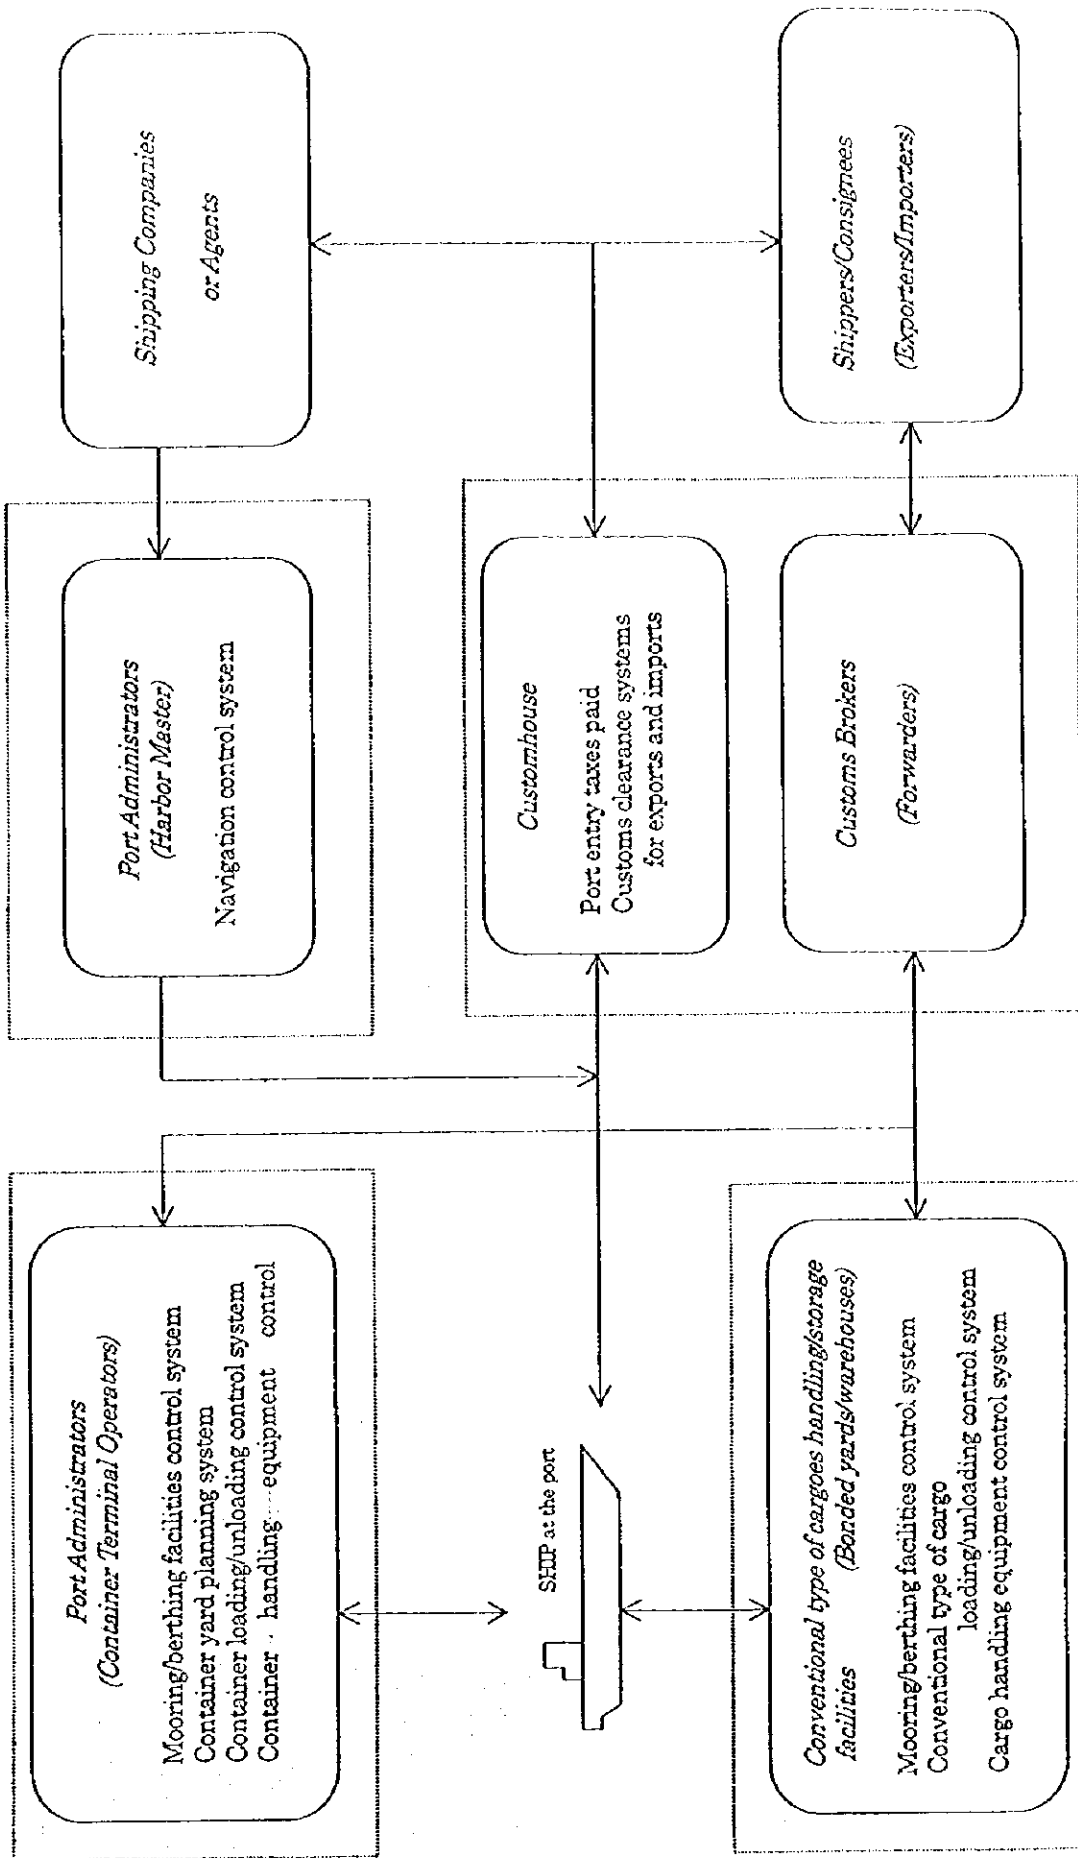 Port Administrators
(Container Terminal Operators)
Mooring/berthing facilities control system
Container yard planning system
Container loading/unloading control system
Container handling equipment control
Port Administrators
(Harbor Master)
Navigation control system
Shipping Companies
or Agents
SHIP at the port
Customhouse
Port entry taxes paid
Customs clearance systems
for exports and imports
Conventional type of cargoes handling/storage
facilities (Bonded yards/warehouses)
Mooring/berthing facilities control system
Conventional type of cargo
loading/unloading control system
Cargo handling equipment control system
Customs Brokers
(Forwarders)
Shippers/Consignees
(Exporters/Importers)